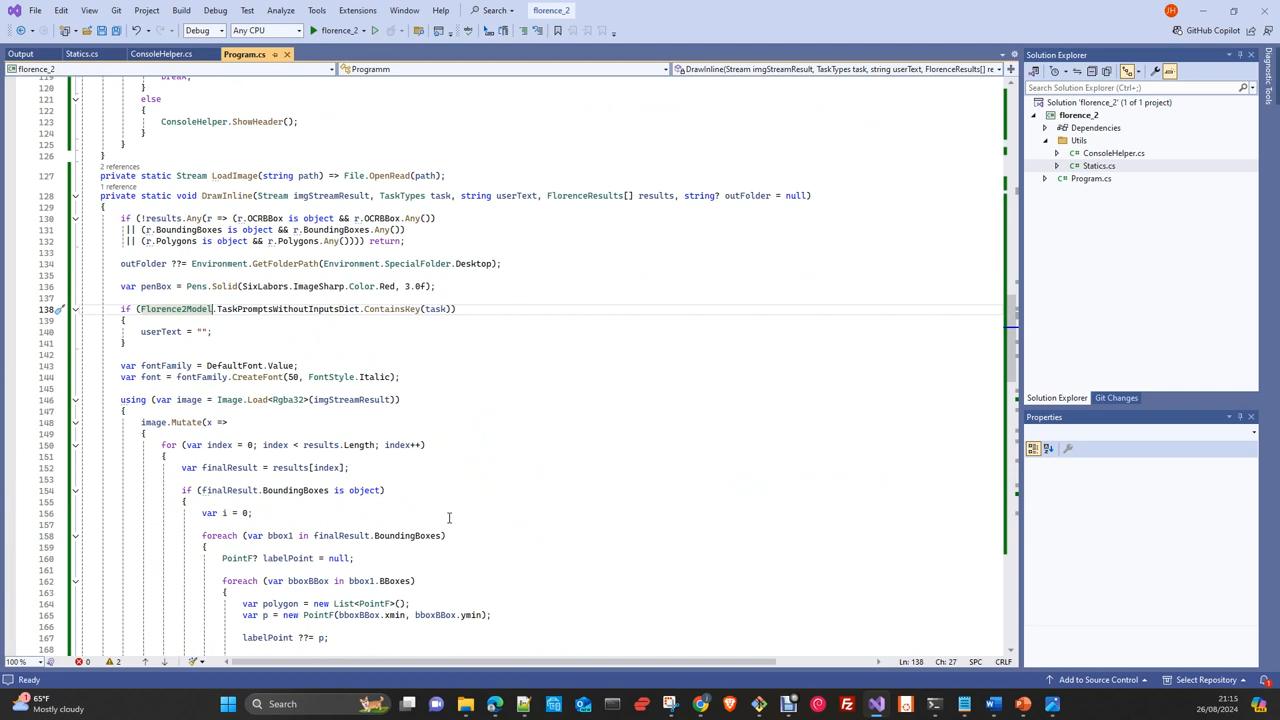 File Edit View Git Project Build Debug Test Analyze Tools Extensions Window Help Search florence_2 JH
Debug Any CPU florence_2 GitHub Copilot
Output Statics.cs ConsoleHelper.cs Program.cs
florence_2 Programm DrawInline(Stream imgStreamResult, TaskTypes task, string userText, FlorenceResults[] results, string? outFolder = null)
119 break;
120 }
121 else
122 {
123 ConsoleHelper.ShowHeader();
124 }
125 }
126 }
2 references
127 private static Stream LoadImage(string path) => File.OpenRead(path);
1 reference
128 private static void DrawInline(Stream imgStreamResult, TaskTypes task, string userText, FlorenceResults[] results, string? outFolder = null)
129 {
130 if (!results.Any(r => (r.OCRBBox is object && r.OCRBBox.Any())
131 || (r.BoundingBoxes is object && r.BoundingBoxes.Any())
132 || (r.Polygons is object && r.Polygons.Any()))) return;
133
134 outFolder ??= Environment.GetFolderPath(Environment.SpecialFolder.Desktop);
135
136 var penBox = Pens.Solid(SixLabors.ImageSharp.Color.Red, 3.0f);
137
138 if (Florence2Model.TaskPromptsWithoutInputsDict.ContainsKey(task))
139 {
140 userText = "";
141 }
142
143 var fontFamily = DefaultFont.Value;
144 var font = fontFamily.CreateFont(50, FontStyle.Italic);
145
146 using (var image = Image.Load<Rgba32>(imgStreamResult))
147 {
148 image.Mutate(x =>
149 {
150 for (var index = 0; index < results.Length; index++)
151 {
152 var finalResult = results[index];
153
154 if (finalResult.BoundingBoxes is object)
155 {
156 var i = 0;
157
158 foreach (var bbox1 in finalResult.BoundingBoxes)
159 {
160 PointF? labelPoint = null;
161
162 foreach (var bboxBBox in bbox1.BBoxes)
163 {
164 var polygon = new List<PointF>();
165 var p = new PointF(bboxBBox.xmin, bboxBBox.ymin);
166
167 labelPoint ??= p;
168
100 % 0 2 Ln: 138 Ch: 27 SPC CRLF
Solution Explorer
Search Solution Explorer (Ctrl+;)
Solution 'florence_2' (1 of 1 project)
florence_2
Dependencies
Utils
ConsoleHelper.cs
Statics.cs
Program.cs
Solution Explorer Git Changes
Properties
Diagnostic Tools
Ready Add to Source Control Select Repository
65°F
Mostly cloudy
Search
21:15
26/08/2024